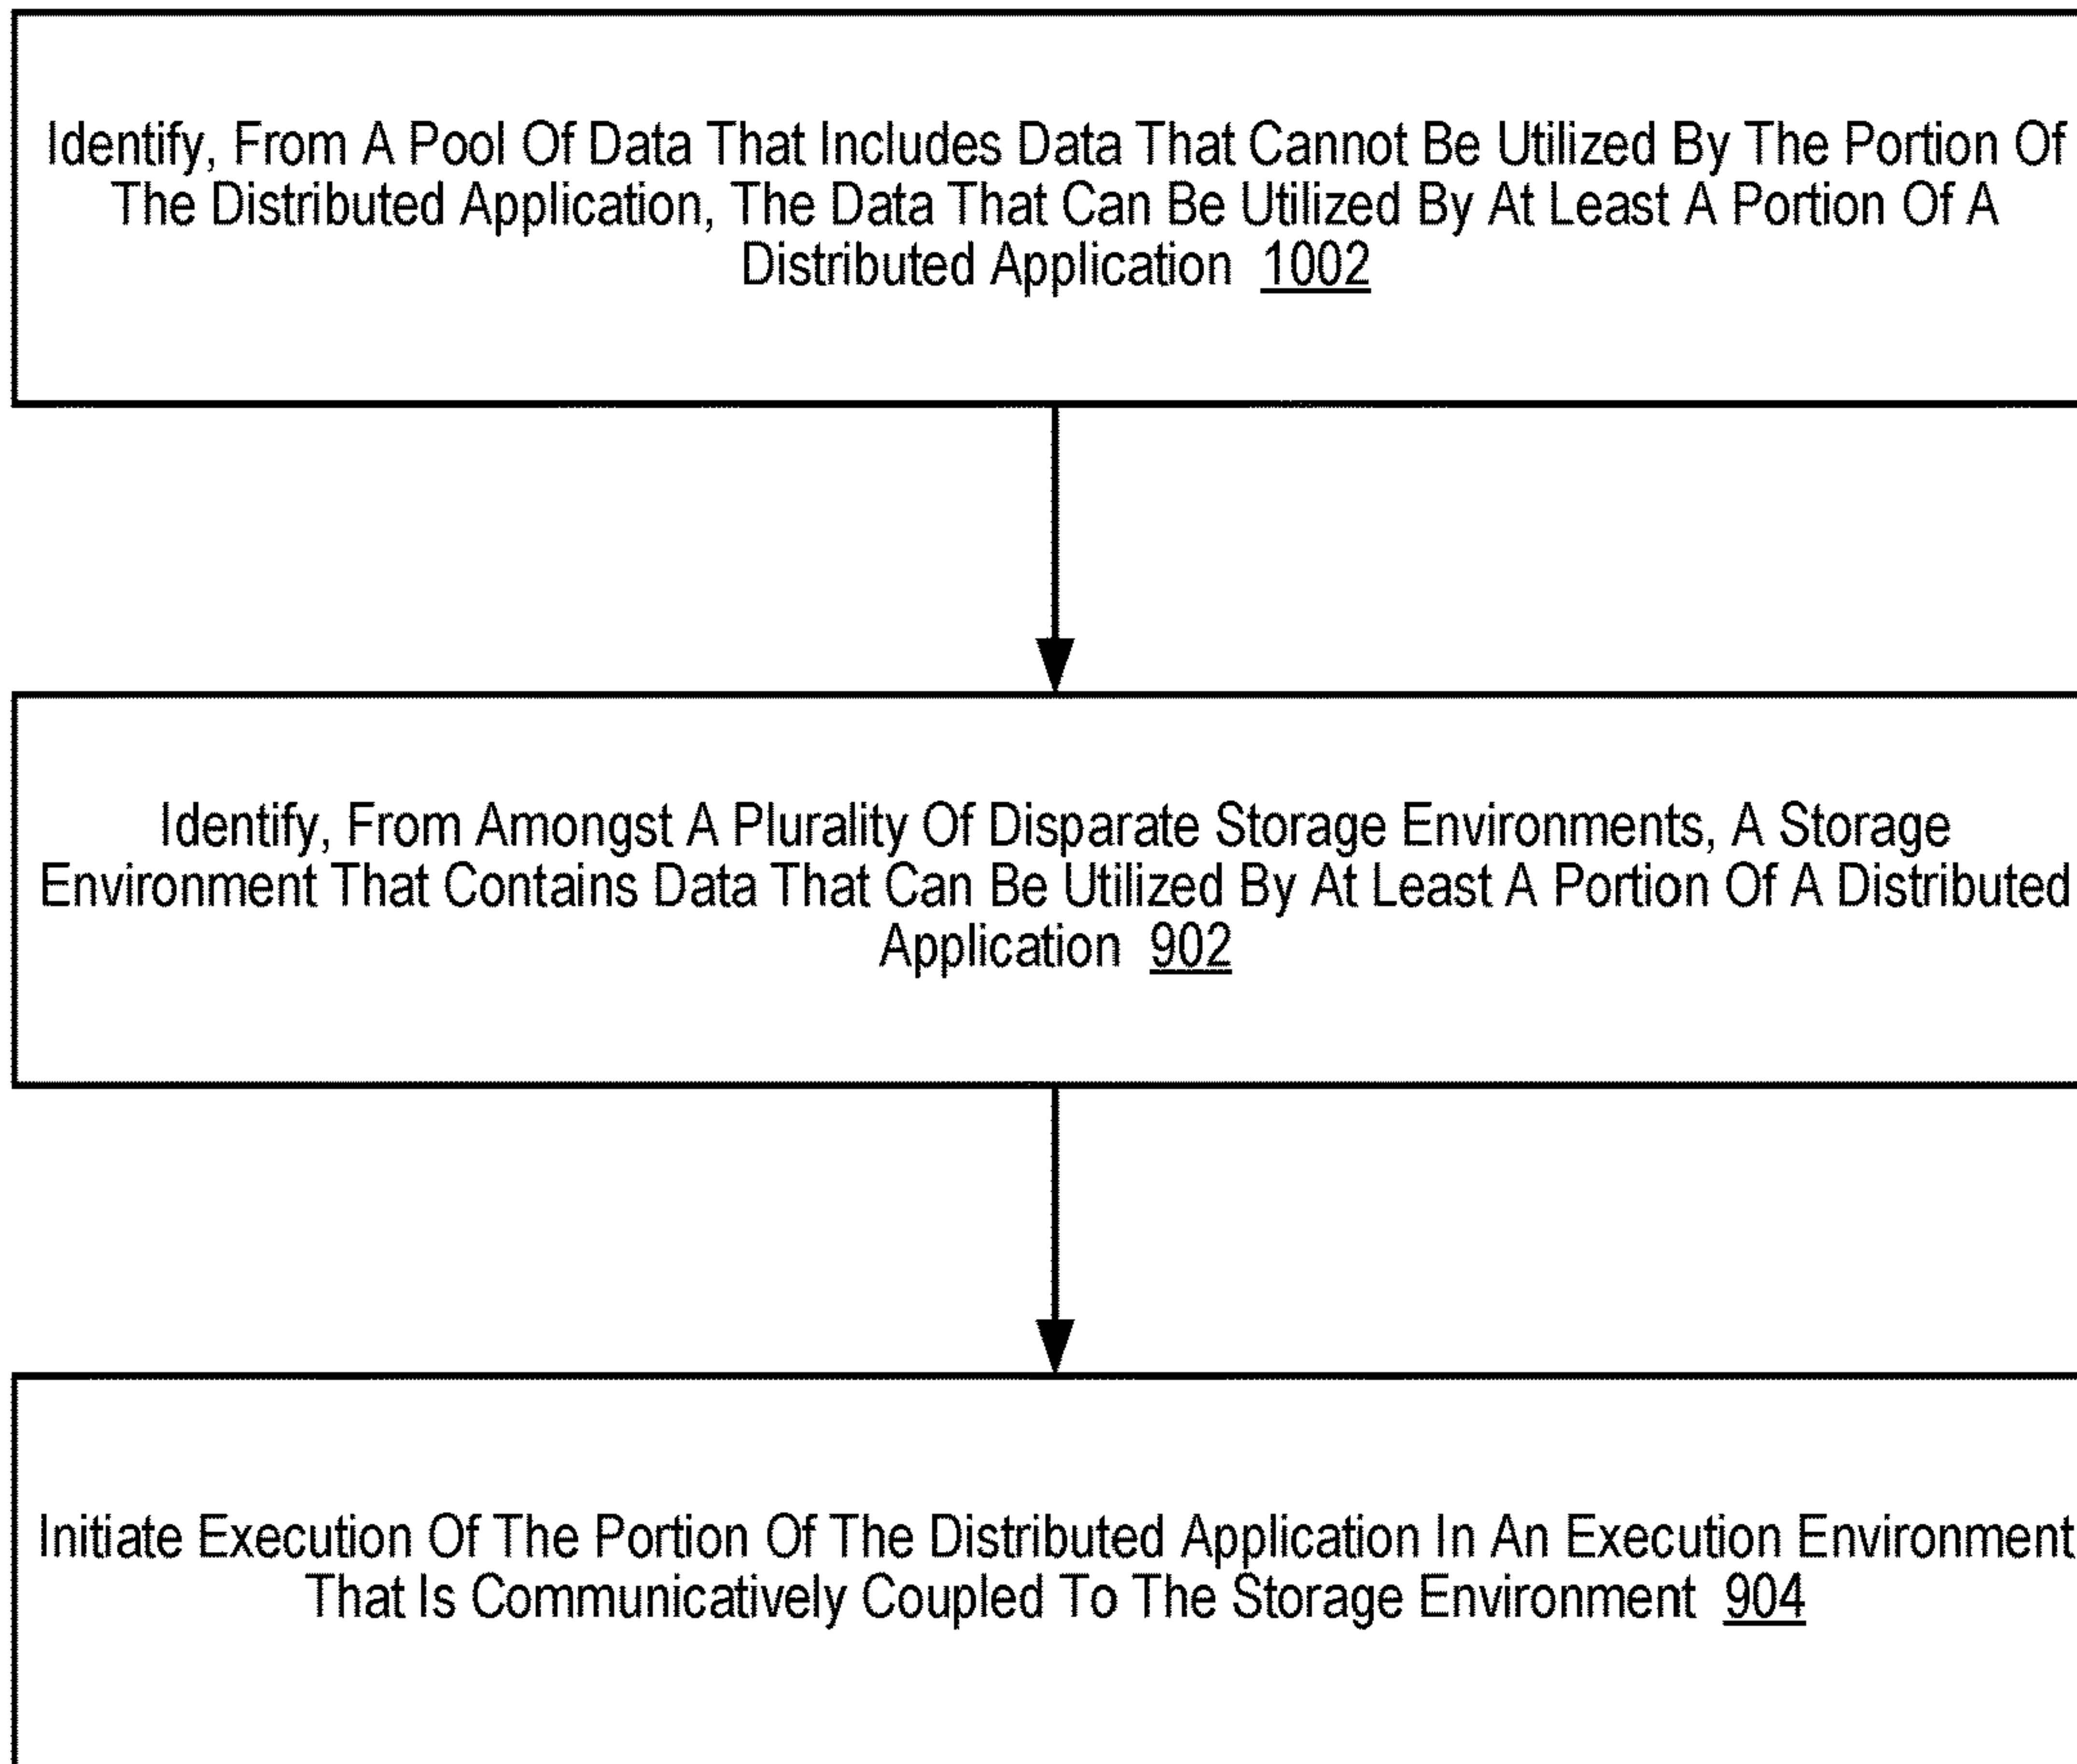 Identify, From A Pool Of Data That Includes Data That Cannot Be Utilized By The Portion Of
The Distributed Application, The Data That Can Be Utilized By At Least A Portion Of A
Distributed Application 1002
Identify, From Amongst A Plurality Of Disparate Storage Environments, A Storage
Environment That Contains Data That Can Be Utilized By At Least A Portion Of A Distributed
Application 902
Initiate Execution Of The Portion Of The Distributed Application In An Execution Environment
That Is Communicatively Coupled To The Storage Environment 904